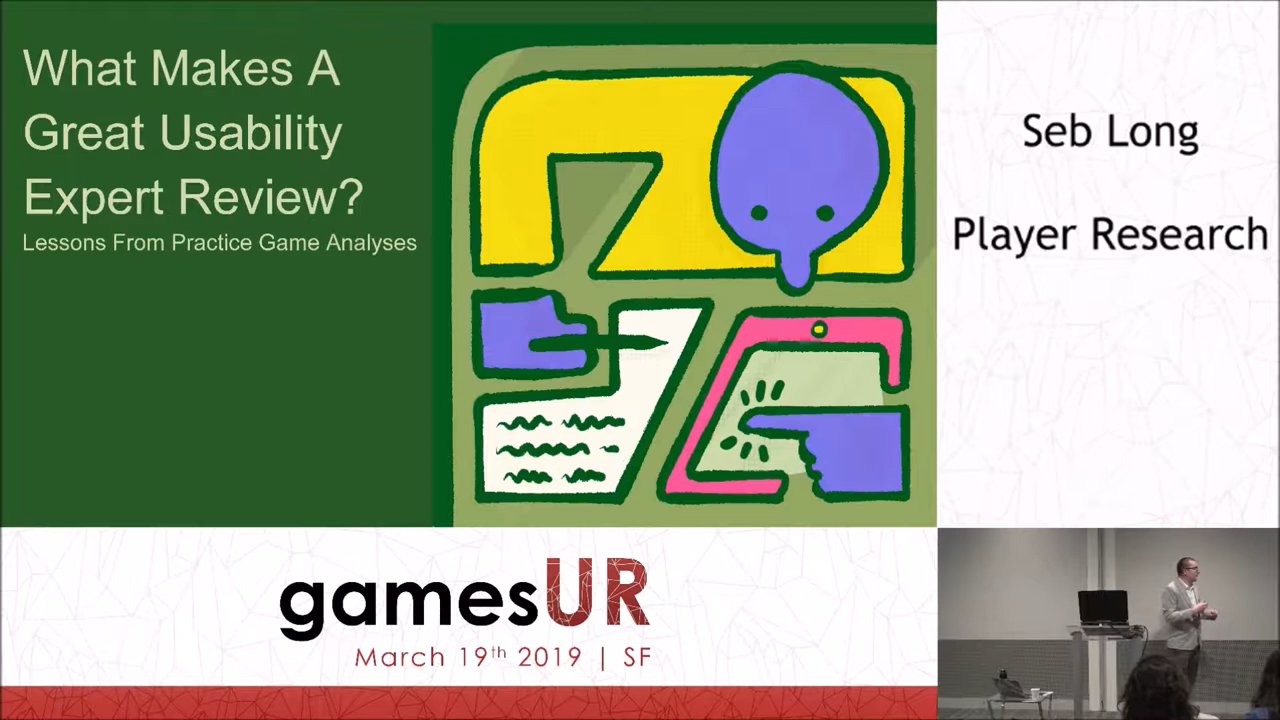 What Makes A
Great Usability
Expert Review?
Lessons From Practice Game Analyses
Seb Long
Player Research
gamesUR
March 19th 2019 | SF